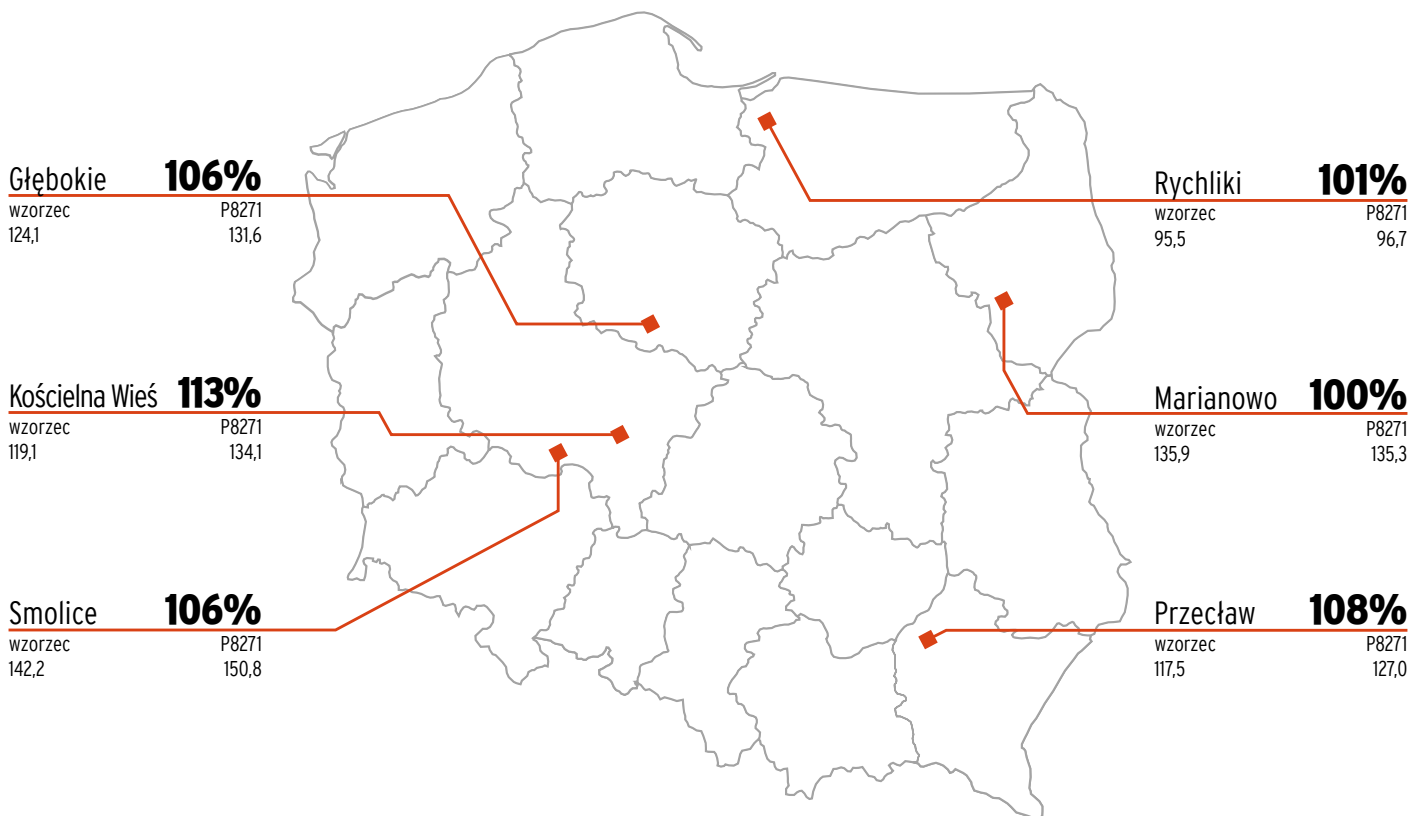 Głębokie 106%
wzorzec P8271
124,1 131,6
Kościelna Wieś 113%
wzorzec P8271
119,1 134,1
Smolice 106%
wzorzec P8271
142,2 150,8
Rychliki 101%
wzorzec P8271
95,5 96,7
Marianowo 100%
wzorzec P8271
135,9 135,3
Przecław 108%
wzorzec P8271
117,5 127,0